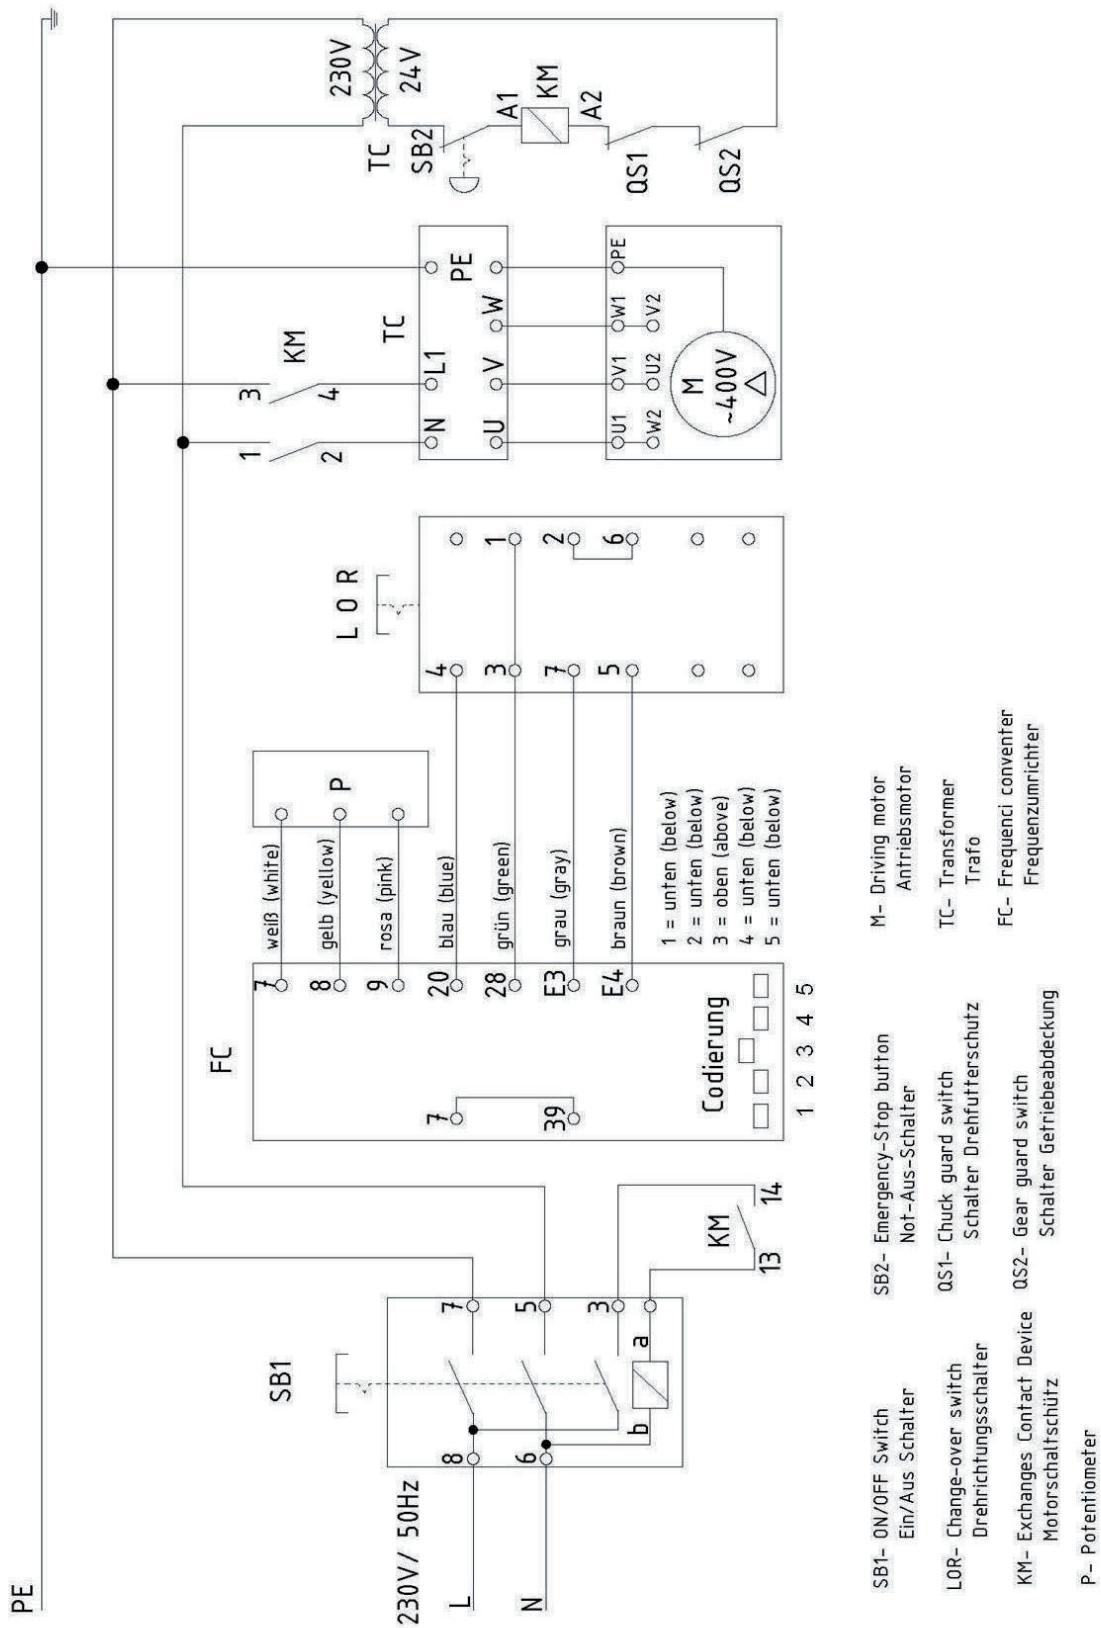 PE
230V/ 50Hz
L
N
SB1
8
7
6
5
3
b
a
KM
13
14
FC
7
39
7
8
9
20
28
E3
E4
Codierung
1 2 3 4 5
weiß (white)
gelb (yellow)
rosa (pink)
blau (blue)
grün (green)
grau (gray)
braun (brown)
1 = unten (below)
2 = unten (below)
3 = oben (above)
4 = unten (below)
5 = unten (below)
P
L O R
4
3
7
5
1
2
6
1
2
3
4
KM
TC
N
L1
PE
U
V
W
U1
V1
W1
PE
W2
U2
V2
M
~400V
230V
24V
TC
SB2
A1
KM
A2
QS1
QS2
SB1- ON/OFF Switch
Ein/Aus Schalter
LOR- Change-over switch
Drehrichtungsschalter
KM- Exchanges Contact Device
Motorschaltschütz
P- Potentiometer
SB2- Emergency-Stop button
Not-Aus-Schalter
QS1- Chuck guard switch
Schalter Drehfutterschutz
QS2- Gear guard switch
Schalter Getriebeabdeckung
M- Driving motor
Antriebsmotor
TC- Transformer
Trafo
FC- Frequenci conventer
Frequenzumrichter